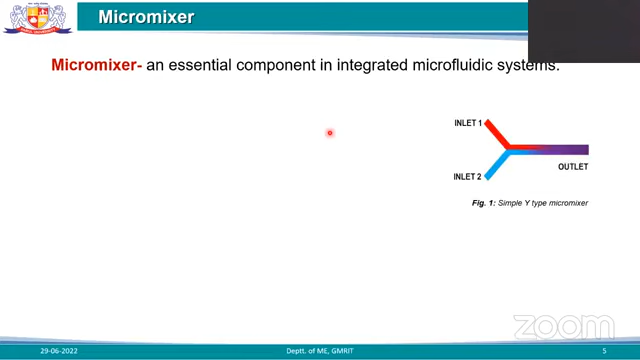 Micromixer
Micromixer- an essential component in integrated microfluidic systems.
INLET 1
INLET 2
OUTLET
Fig. 1: Simple Y type micromixer
zoom
29-06-2022
Deptt. of ME, GMRIT
5